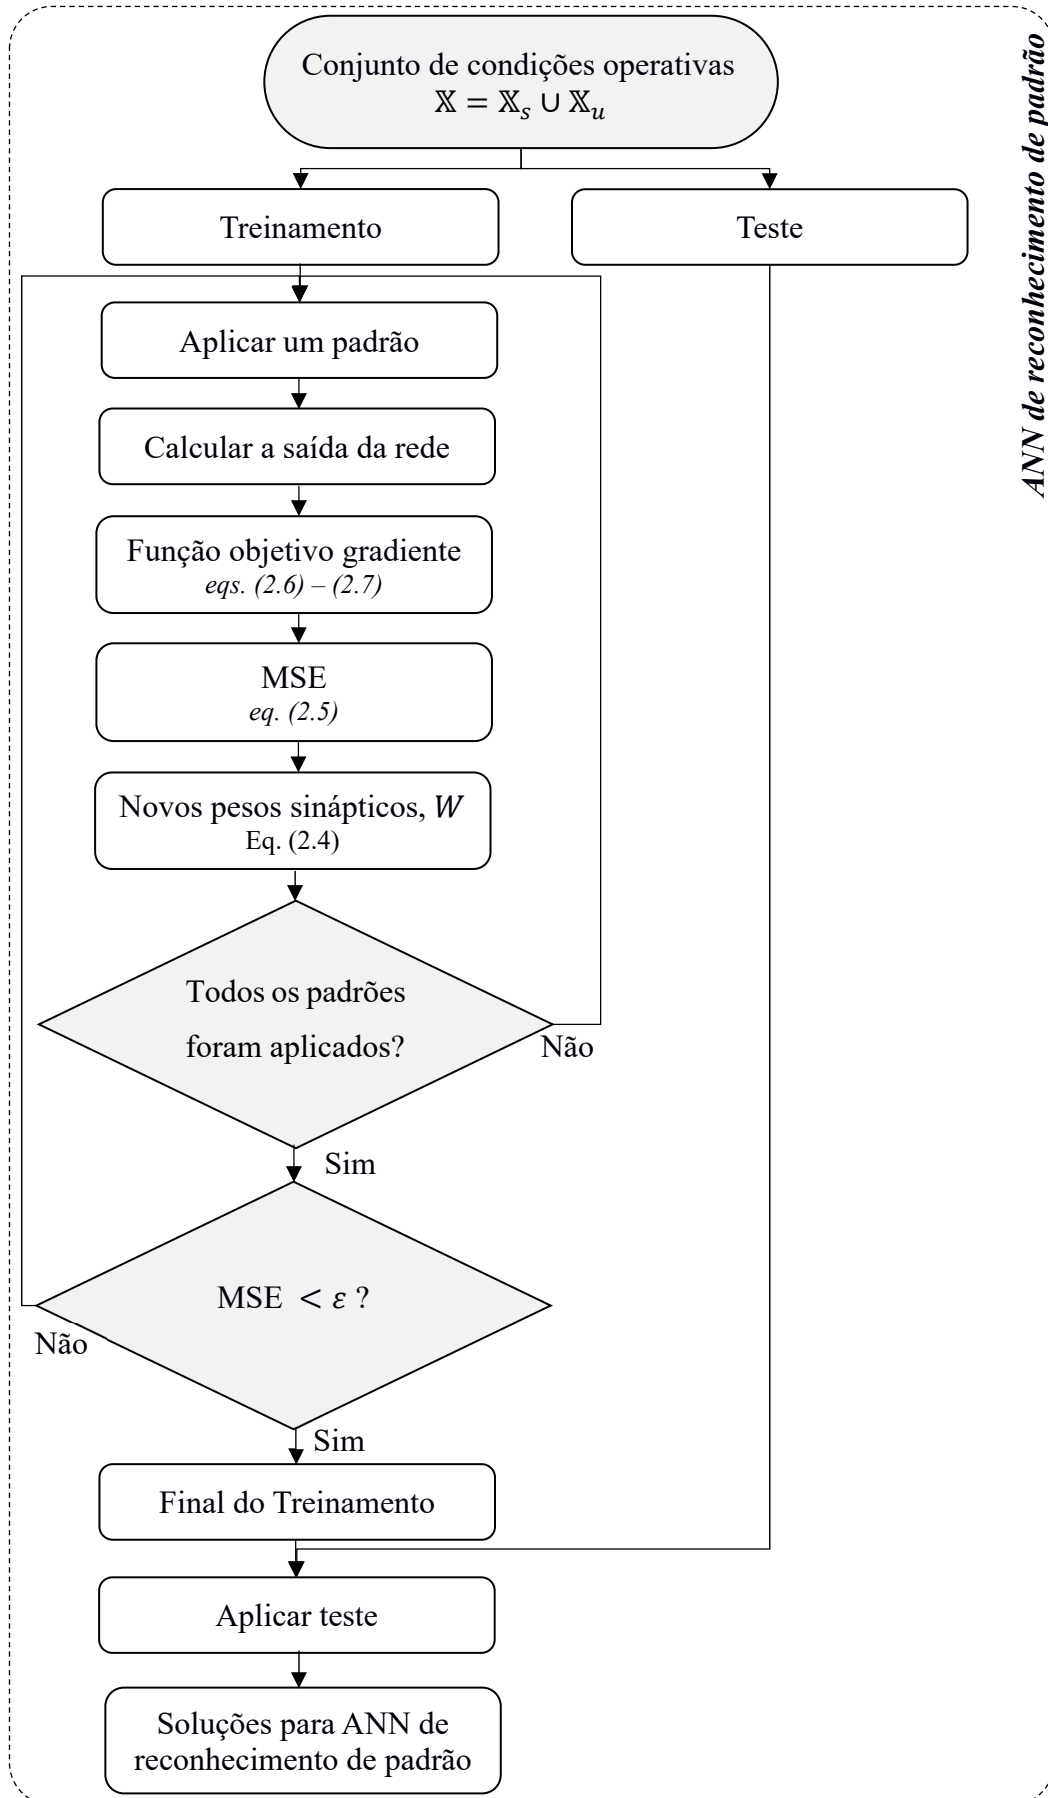 Conjunto de condições operativas
𝕏 = 𝕏ₛ ∪ 𝕏ᵤ
ANN de reconhecimento de padrão
Treinamento
Teste
Aplicar um padrão
Calcular a saída da rede
Função objetivo gradiente
eqs. (2.6) – (2.7)
MSE
eq. (2.5)
Novos pesos sinápticos, W
Eq. (2.4)
Todos os padrões
foram aplicados?
Não
Sim
MSE < ε ?
Não
Sim
Final do Treinamento
Aplicar teste
Soluções para ANN de
reconhecimento de padrão